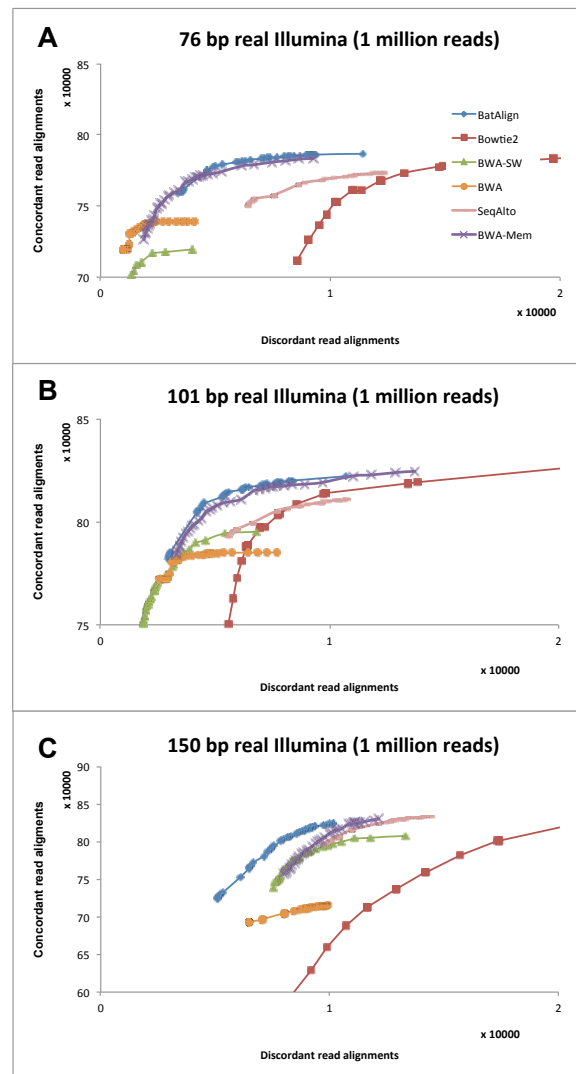 A
76 bp real Illumina (1 million reads)
Concordant read alignments
x 10000
80
75
70
0
1
2
x 10000
Discordant read alignments
BatAlign
Bowtie2
BWA-SW
BWA
SeqAlto
BWA-Mem
B
101 bp real Illumina (1 million reads)
Concordant read alignments
x 10000
85
80
75
0
1
2
x 10000
Discordant read alignments
C
150 bp real Illumina (1 million reads)
Concordant read alignments
x 10000
90
85
80
75
70
65
60
0
1
2
x 10000
Discordant read alignments